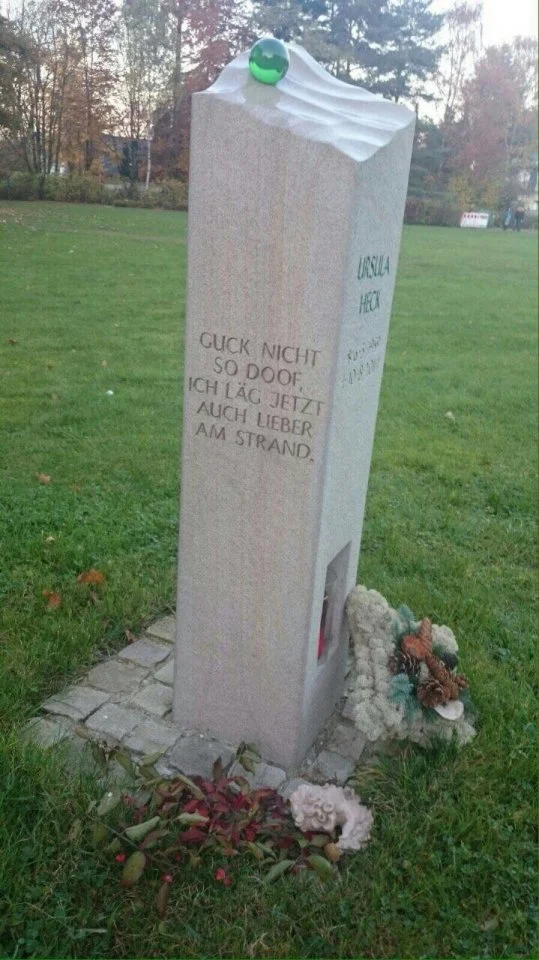 GUCK NICHT
SO DOOF,
ICH LÄG JETZT
AUCH LIEBER
AM STRAND.
URSULA
HECK